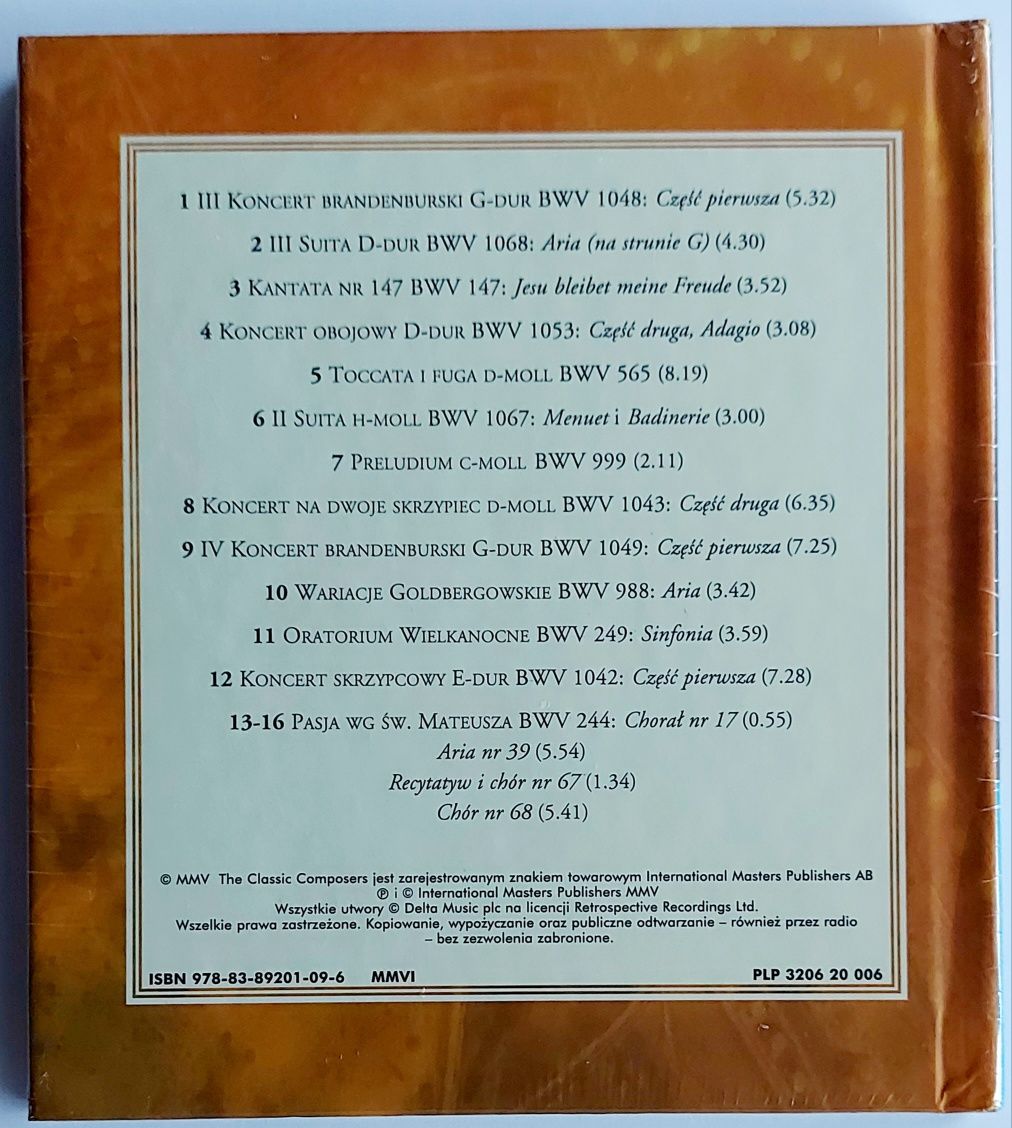 1 III Koncert brandenburski G-dur BWV 1048: Część pierwsza (5.32)
2 III Suita D-dur BWV 1068: Aria (na strunie G) (4.30)
3 Kantata nr 147 BWV 147: Jesu bleibet meine Freude (3.52)
4 Koncert obojowy D-dur BWV 1053: Część druga, Adagio (3.08)
5 Toccata i fuga d-moll BWV 565 (8.19)
6 II Suita h-moll BWV 1067: Menuet i Badinerie (3.00)
7 Preludium c-moll BWV 999 (2.11)
8 Koncert na dwoje skrzypiec d-moll BWV 1043: Część druga (6.35)
9 IV Koncert brandenburski G-dur BWV 1049: Część pierwsza (7.25)
10 Wariacje Goldbergowskie BWV 988: Aria (3.42)
11 Oratorium Wielkanocne BWV 249: Sinfonia (3.59)
12 Koncert skrzypcowy E-dur BWV 1042: Część pierwsza (7.28)
13-16 Pasja wg św. Mateusza BWV 244: Chorał nr 17 (0.55)
Aria nr 39 (5.54)
Recytatyw i chór nr 67 (1.34)
Chór nr 68 (5.41)
© MMV The Classic Composers jest zarejestrowanym znakiem towarowym International Masters Publishers AB
℗ i © International Masters Publishers MMV
Wszystkie utwory © Delta Music plc na licencji Retrospective Recordings Ltd.
Wszelkie prawa zastrzeżone. Kopiowanie, wypożyczanie oraz publiczne odtwarzanie – również przez radio
– bez zezwolenia zabronione.
ISBN 978-83-89201-09-6 MMVI PLP 3206 20 006